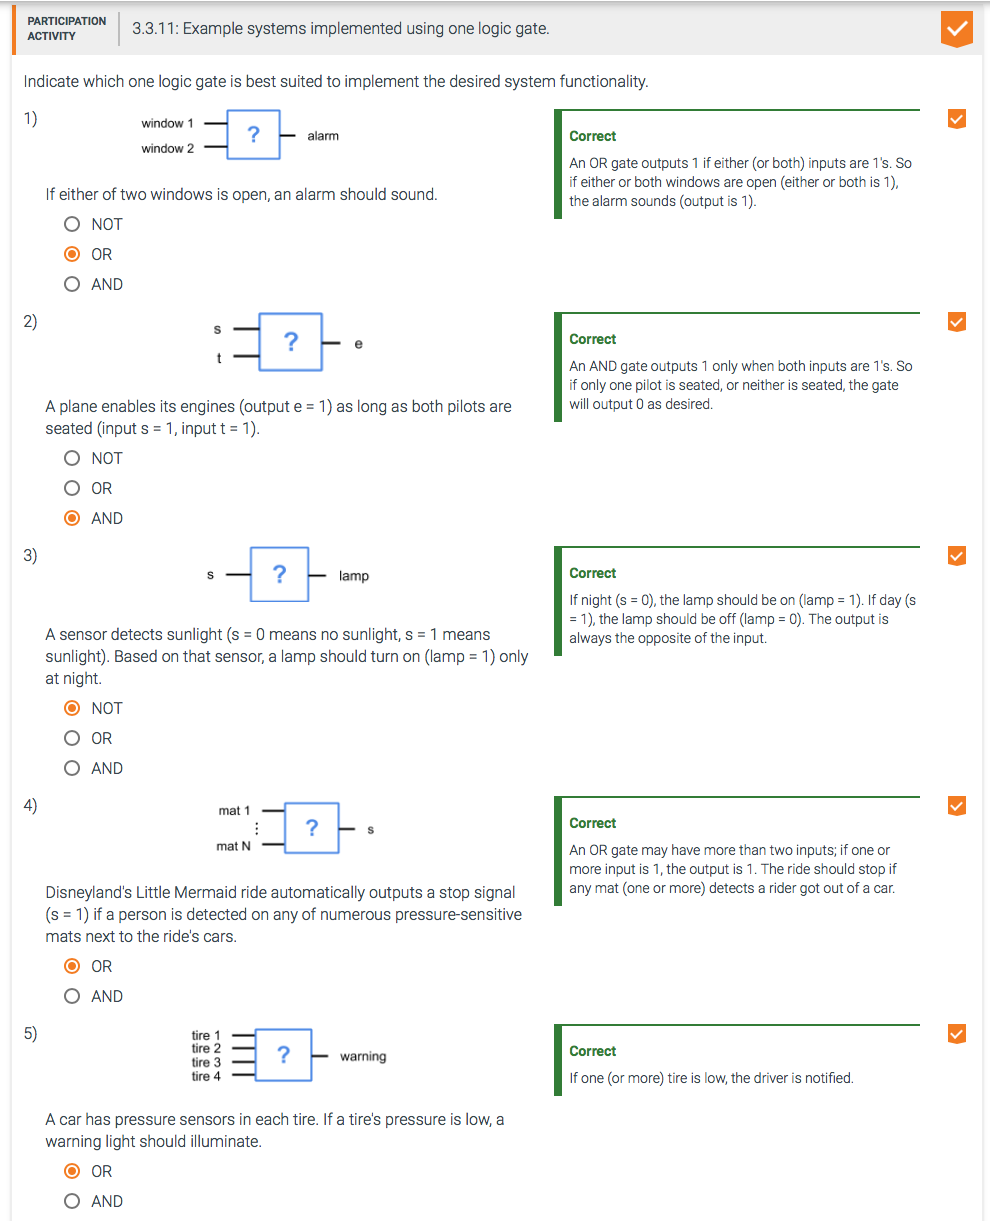 PARTICIPATION
ACTIVITY
3.3.11: Example systems implemented using one logic gate.
Indicate which one logic gate is best suited to implement the desired system functionality.
1)
window 1
window 2
?
alarm
If either of two windows is open, an alarm should sound.
NOT
OR
AND
Correct
An OR gate outputs 1 if either (or both) inputs are 1's. So
if either or both windows are open (either or both is 1),
the alarm sounds (output is 1).
2)
s
t
?
e
A plane enables its engines (output e = 1) as long as both pilots are
seated (input s = 1, input t = 1).
NOT
OR
AND
Correct
An AND gate outputs 1 only when both inputs are 1's. So
if only one pilot is seated, or neither is seated, the gate
will output 0 as desired.
3)
s
?
lamp
A sensor detects sunlight (s = 0 means no sunlight, s = 1 means
sunlight). Based on that sensor, a lamp should turn on (lamp = 1) only
at night.
NOT
OR
AND
Correct
If night (s = 0), the lamp should be on (lamp = 1). If day (s
= 1), the lamp should be off (lamp = 0). The output is
always the opposite of the input.
4)
mat 1
⋮
mat N
?
s
Disneyland's Little Mermaid ride automatically outputs a stop signal
(s = 1) if a person is detected on any of numerous pressure-sensitive
mats next to the ride's cars.
OR
AND
Correct
An OR gate may have more than two inputs; if one or
more input is 1, the output is 1. The ride should stop if
any mat (one or more) detects a rider got out of a car.
5)
tire 1
tire 2
tire 3
tire 4
?
warning
A car has pressure sensors in each tire. If a tire's pressure is low, a
warning light should illuminate.
OR
AND
Correct
If one (or more) tire is low, the driver is notified.